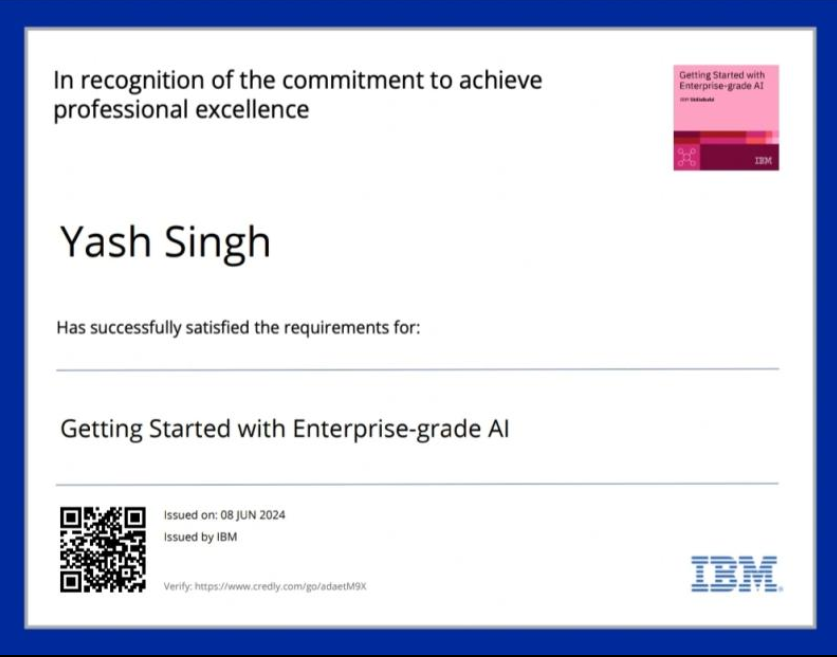 In recognition of the commitment to achieve
professional excellence
Getting Started with
Enterprise-grade AI
IBM SkillsBuild
IBM
Yash Singh
Has successfully satisfied the requirements for:
Getting Started with Enterprise-grade AI
Issued on: 08 JUN 2024
Issued by IBM
Verify: https://www.credly.com/go/adaetM9X
IBM.